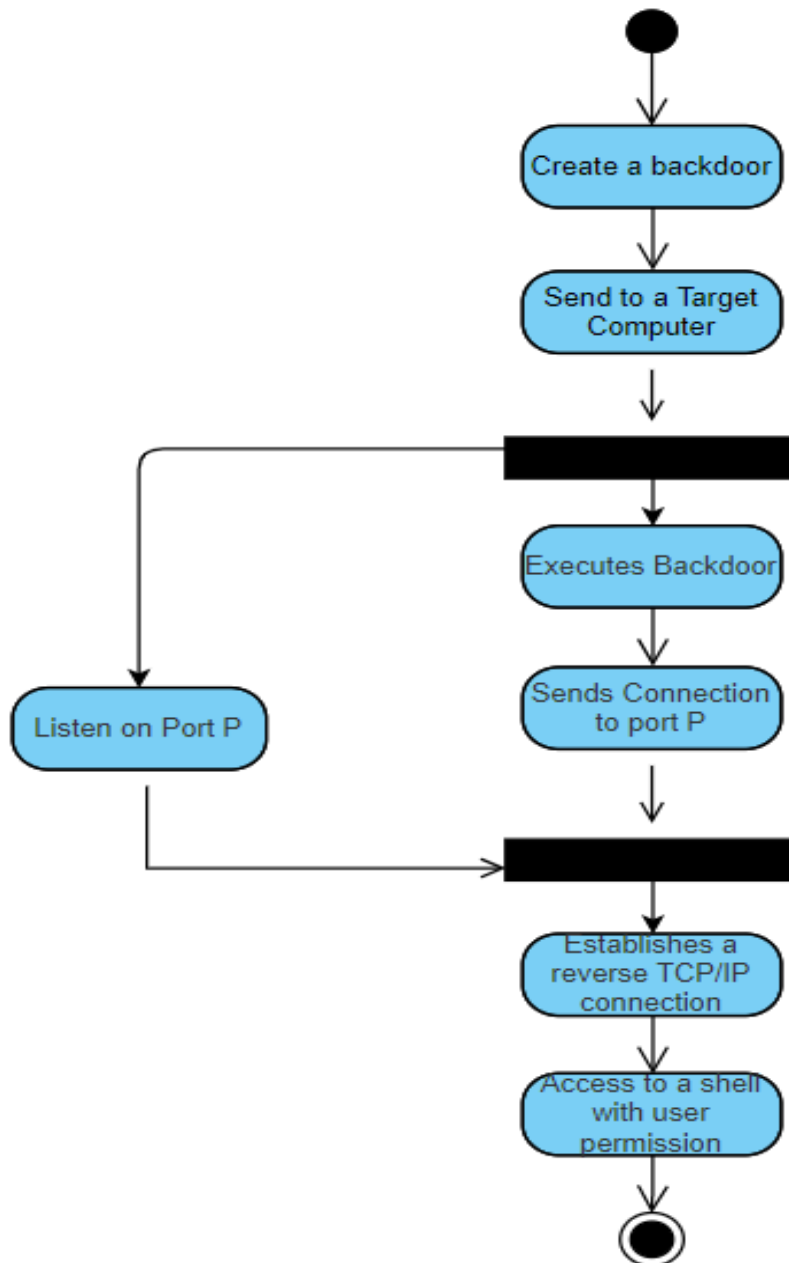 Create a backdoor
Send to a Target
Computer
Executes Backdoor
Listen on Port P
Sends Connection
to port P
Establishes a
reverse TCP/IP
connection
Access to a shell
with user
permission